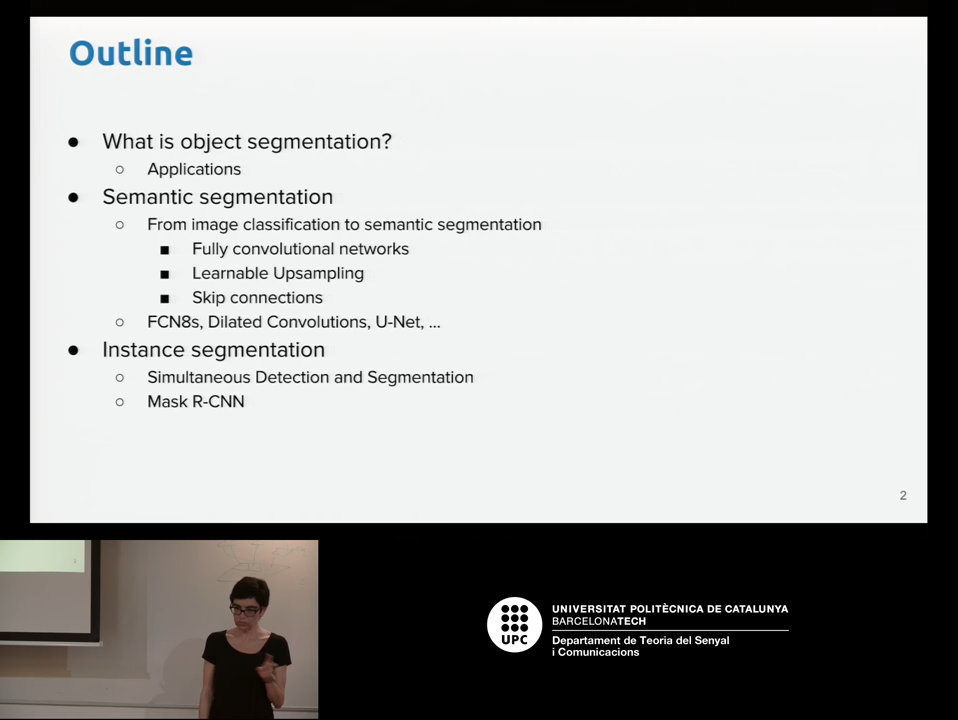 Outline
● What is object segmentation?
○ Applications
● Semantic segmentation
○ From image classification to semantic segmentation
■ Fully convolutional networks
■ Learnable Upsampling
■ Skip connections
○ FCN8s, Dilated Convolutions, U-Net, ...
● Instance segmentation
○ Simultaneous Detection and Segmentation
○ Mask R-CNN
2
UPC
UNIVERSITAT POLITÈCNICA DE CATALUNYA
BARCELONATECH
Departament de Teoria del Senyal
i Comunicacions